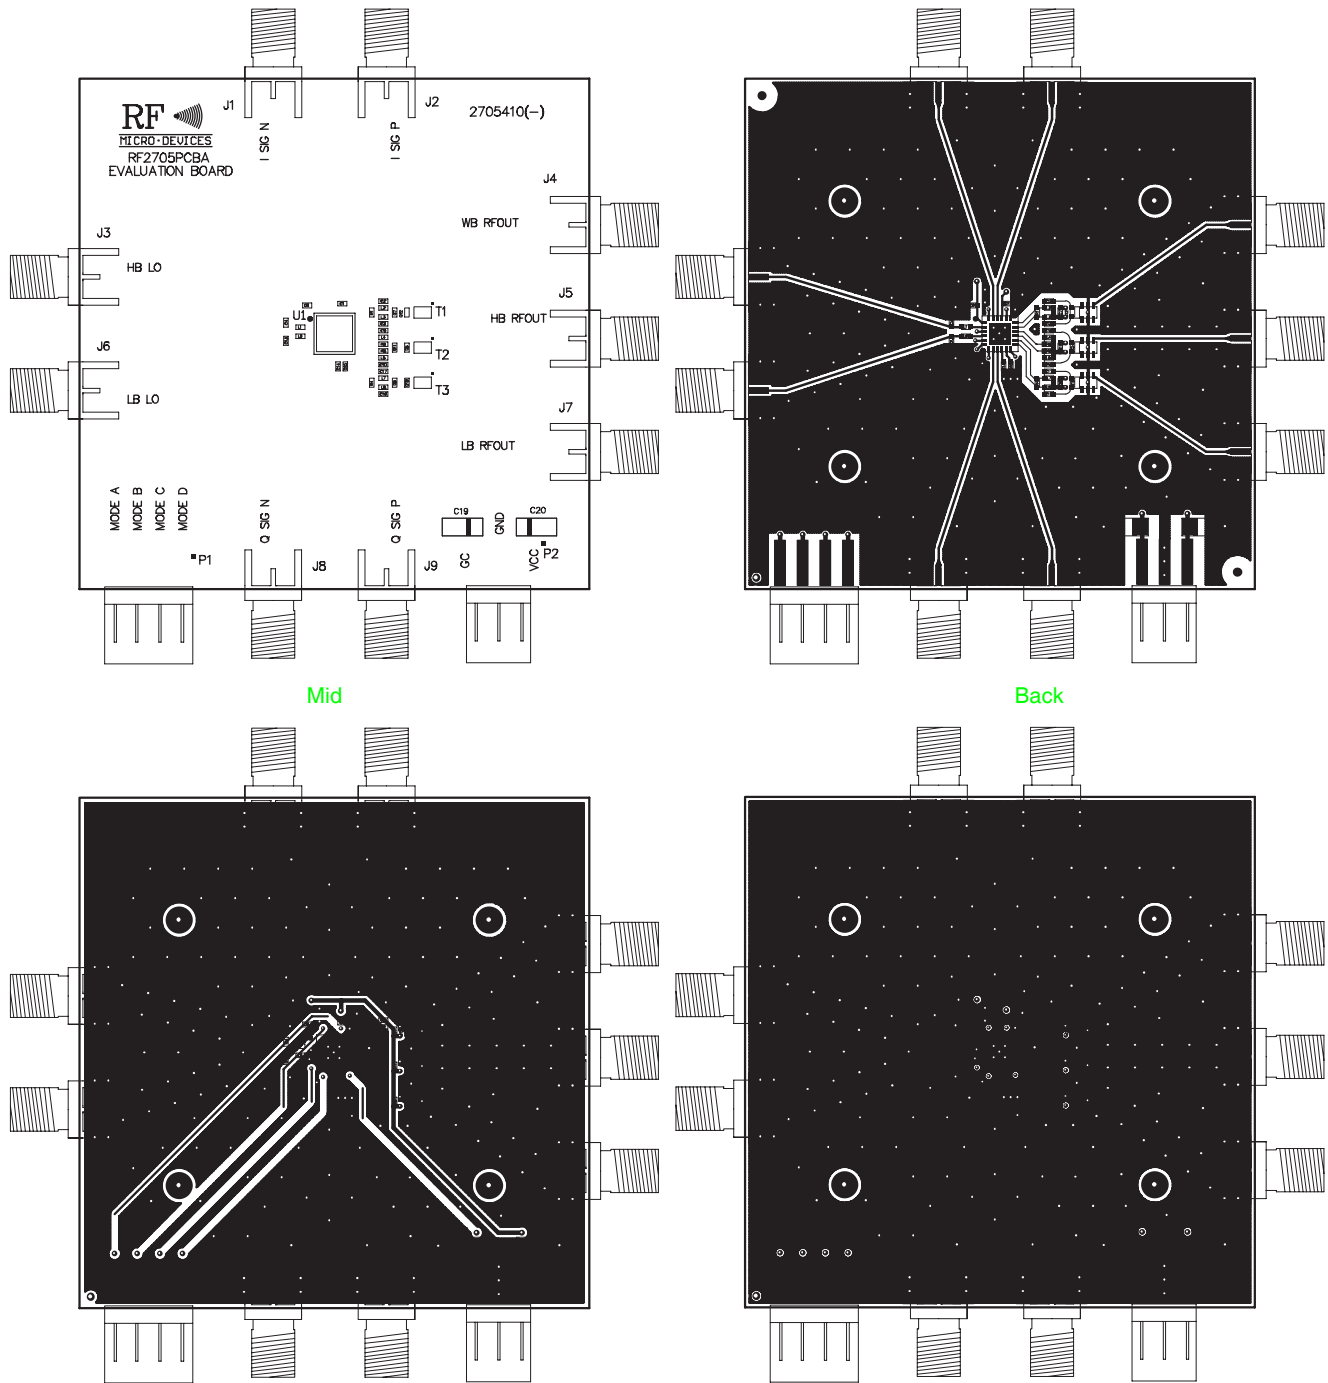 J1
J2
RF
MICRO·DEVICES
RF2705PCBA
EVALUATION BOARD
I SIG N
I SIG P
2705410(-)
J4
WB RFOUT
J3
HB LO
J5
HB RFOUT
U1
T1
T2
T3
J6
LB LO
J7
LB RFOUT
MODE A
MODE B
MODE C
MODE D
P1
Q SIG N
Q SIG P
J8
J9
C19
GC
GND
C20
VCC
P2
Mid
Back